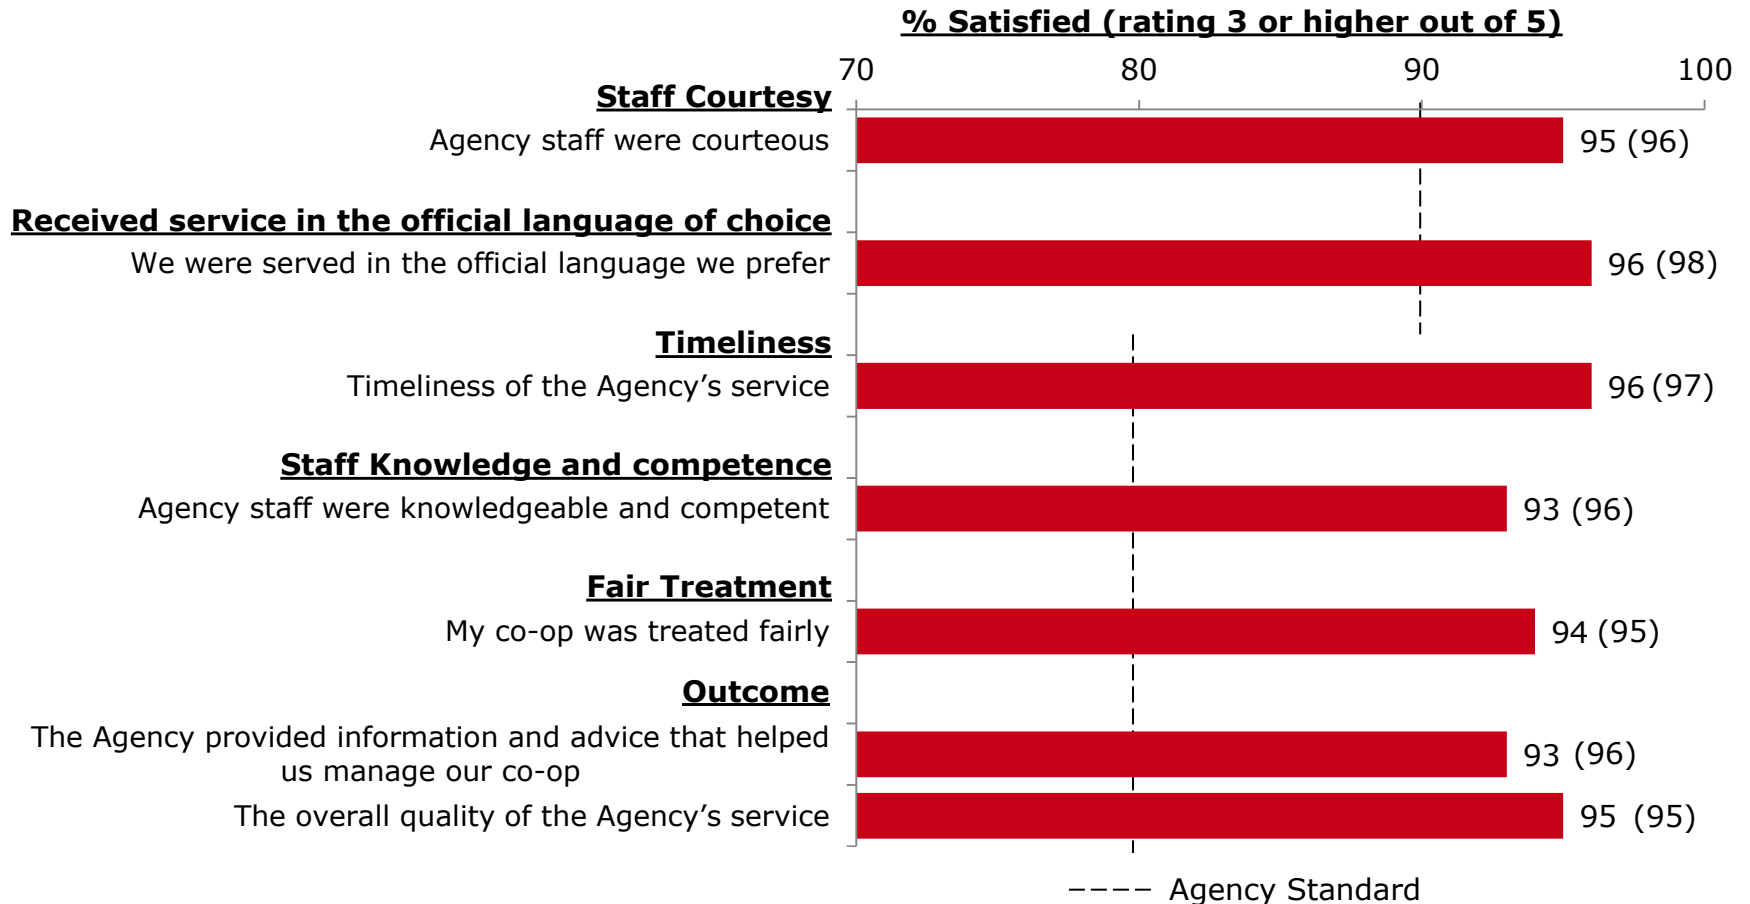 % Satisfied (rating 3 or higher out of 5)
70 80 90 100
Staff Courtesy
Agency staff were courteous 95 (96)
Received service in the official language of choice
We were served in the official language we prefer 96 (98)
Timeliness
Timeliness of the Agency’s service 96 (97)
Staff Knowledge and competence
Agency staff were knowledgeable and competent 93 (96)
Fair Treatment
My co-op was treated fairly 94 (95)
Outcome
The Agency provided information and advice that helped
us manage our co-op 93 (96)
The overall quality of the Agency’s service 95 (95)
Agency Standard